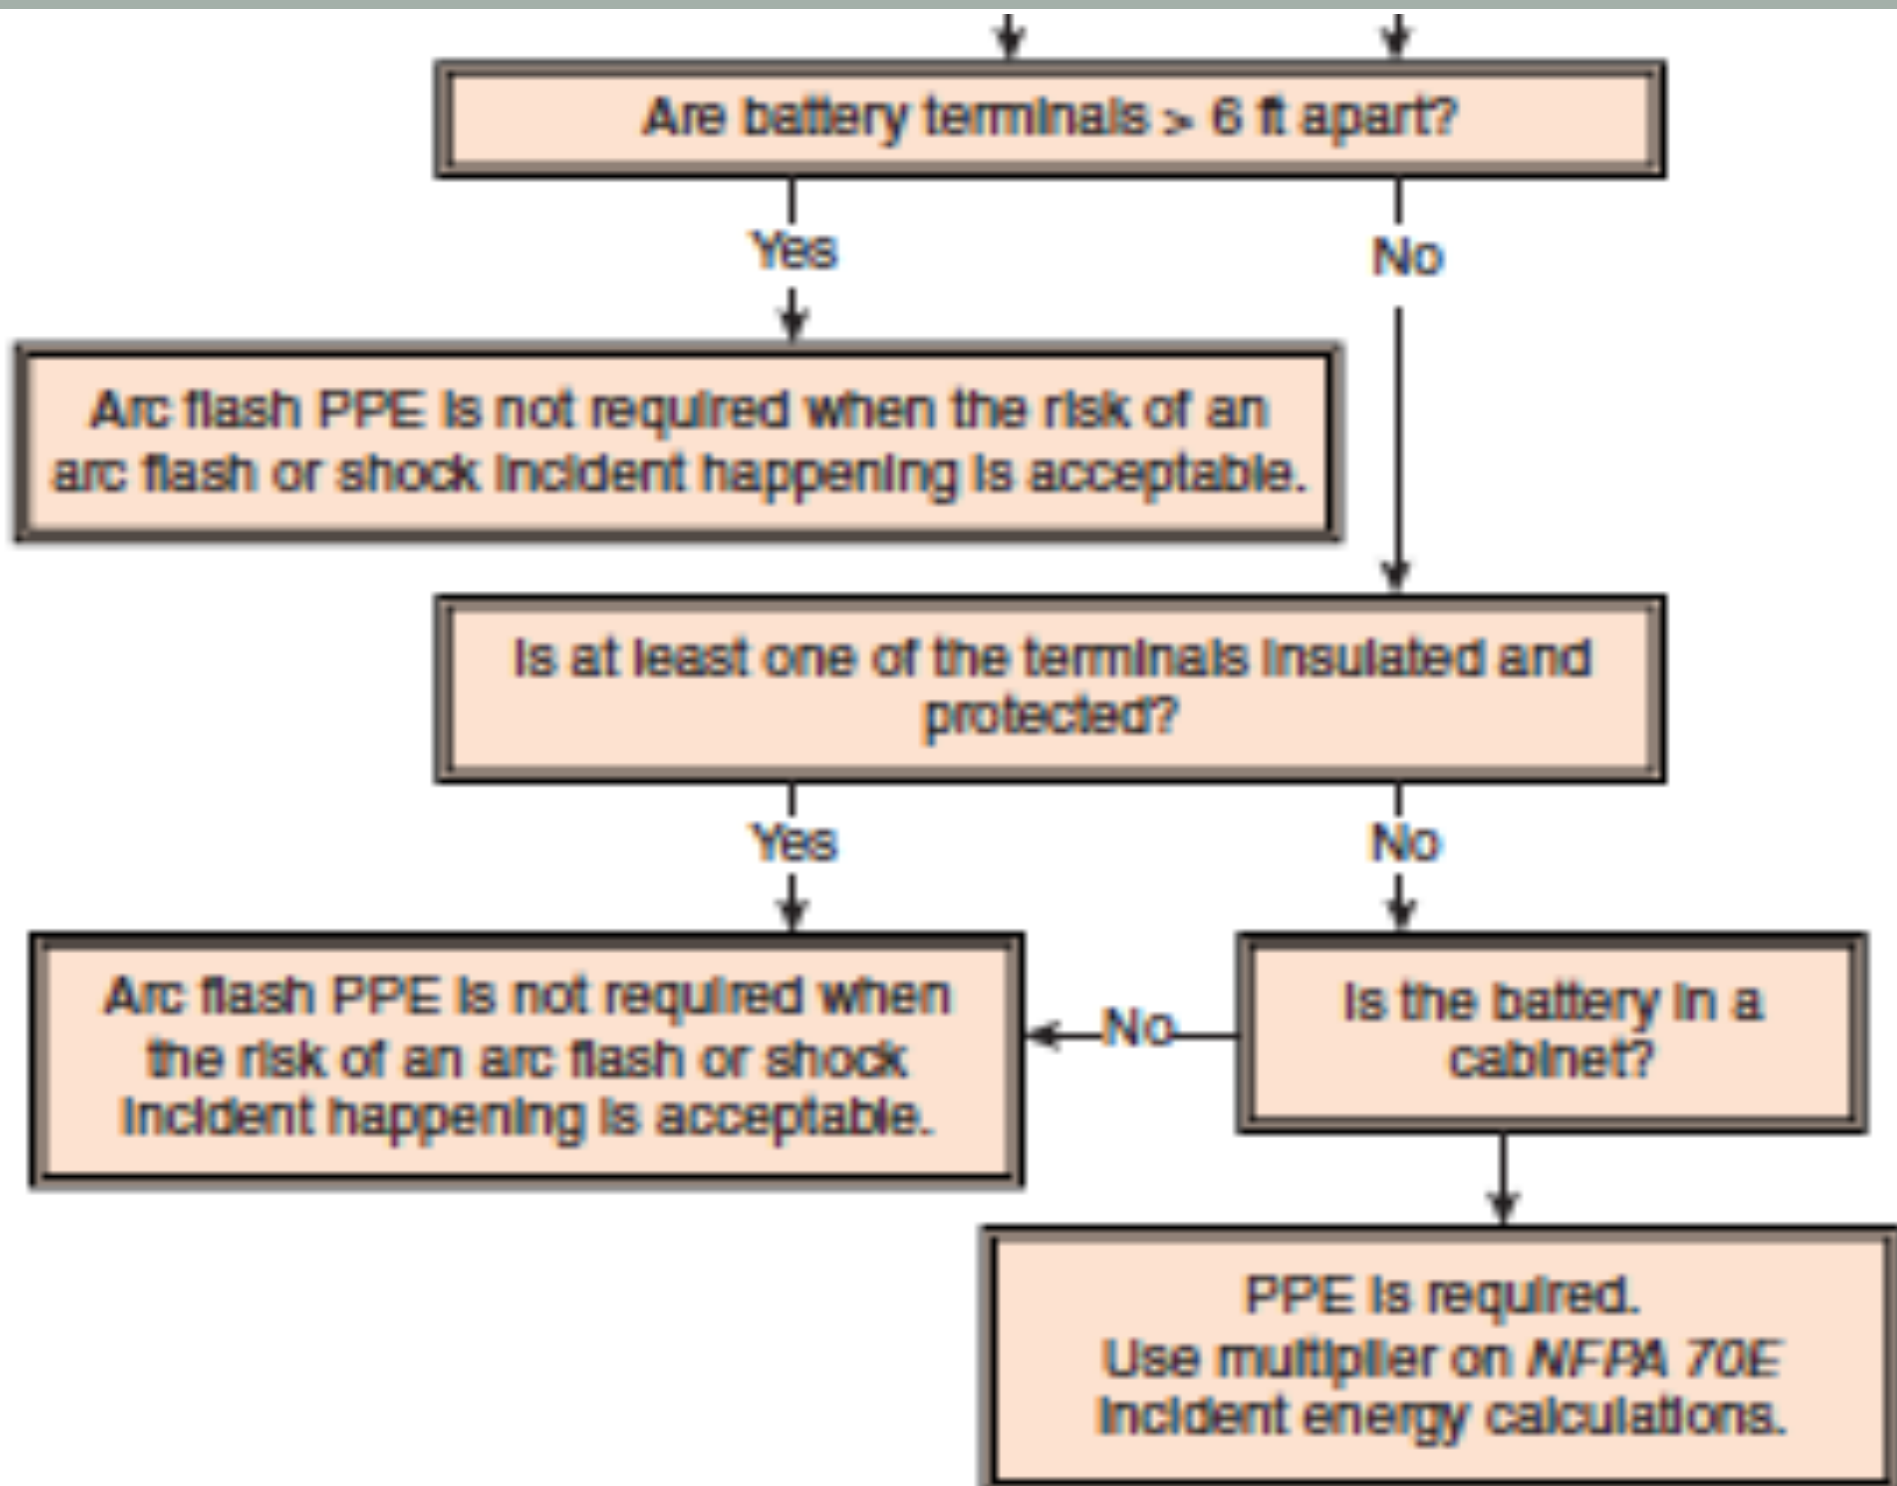 Are battery terminals > 6 ft apart?
Yes
No
Arc flash PPE is not required when the risk of an
arc flash or shock incident happening is acceptable.
Is at least one of the terminals insulated and
protected?
Yes
No
Arc flash PPE is not required when
the risk of an arc flash or shock
incident happening is acceptable.
No
Is the battery in a
cabinet?
PPE is required.
Use multiplier on NFPA 70E
incident energy calculations.